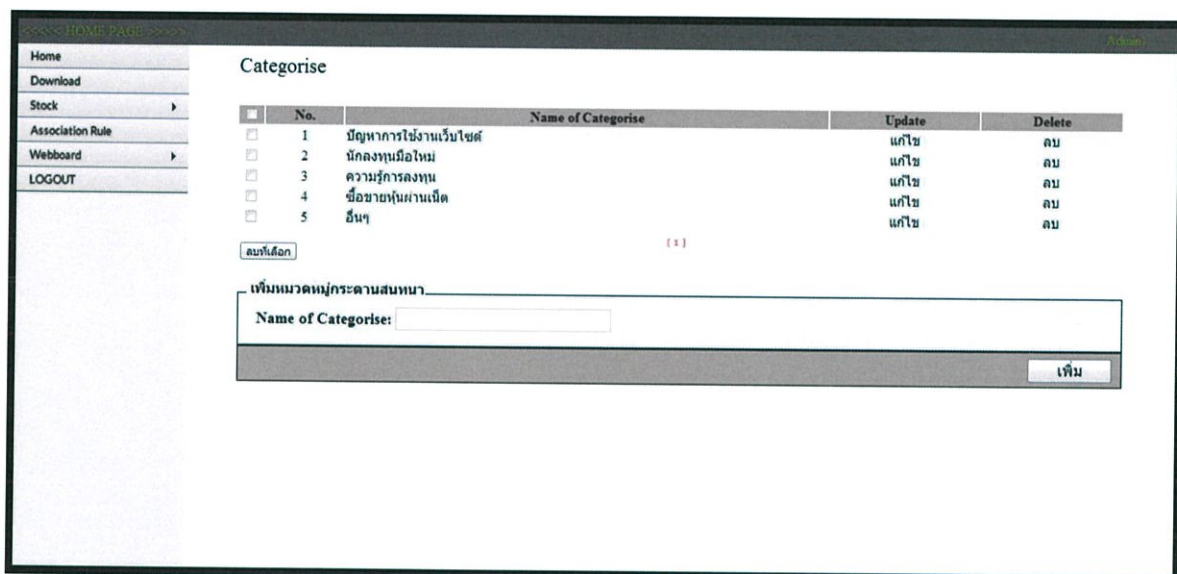 <<<<< HOME PAGE >>>>>
Admin
Home
Download
Stock
Association Rule
Webboard
LOGOUT
Categorise
No. Name of Categorise Update Delete
1 ปัญหาการใช้งานเว็บไซต์ แก้ไข ลบ
2 นักลงทุนมือใหม่ แก้ไข ลบ
3 ความรู้การลงทุน แก้ไข ลบ
4 ซื้อขายหุ้นผ่านเน็ต แก้ไข ลบ
5 อื่นๆ แก้ไข ลบ
[ 1 ]
ลบที่เลือก
เพิ่มหมวดหมู่กระดานสนทนา
Name of Categorise:
เพิ่ม